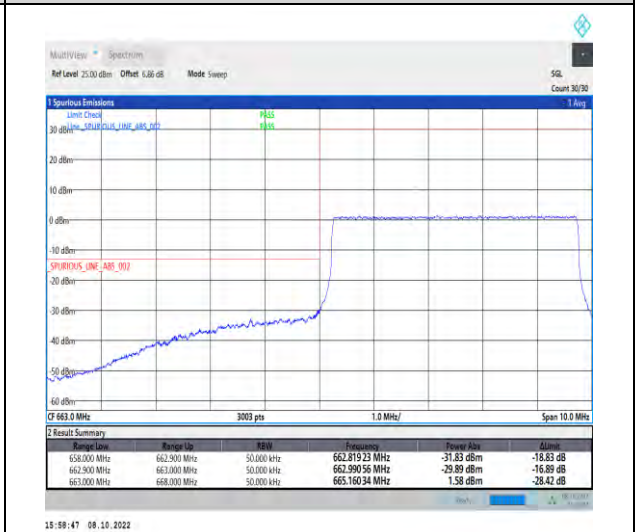 MultiView Spectrum
Ref Level 25.00 dBm Offset 6.86 dB Mode Sweep SGL
Count 30/30
1 Spurious Emissions 1 Avg
Limit Check PASS
Line _SPURIOUS_LINE_ABS_002 PASS
30 dBm
20 dBm
10 dBm
0 dBm
-10 dBm
_SPURIOUS_LINE_ABS_002
-20 dBm
-30 dBm
-40 dBm
-50 dBm
-60 dBm
CF 663.0 MHz 3003 pts 1.0 MHz/ Span 10.0 MHz
2 Result Summary
Range Low Range Up RBW Frequency Power Abs ΔLimit
658.000 MHz 662.900 MHz 50.000 kHz 662.81923 MHz -31.83 dBm -18.83 dB
662.900 MHz 663.000 MHz 50.000 kHz 662.99056 MHz -29.89 dBm -16.89 dB
663.000 MHz 668.000 MHz 50.000 kHz 665.16034 MHz 1.58 dBm -28.42 dB
15:58:47 08.10.2022